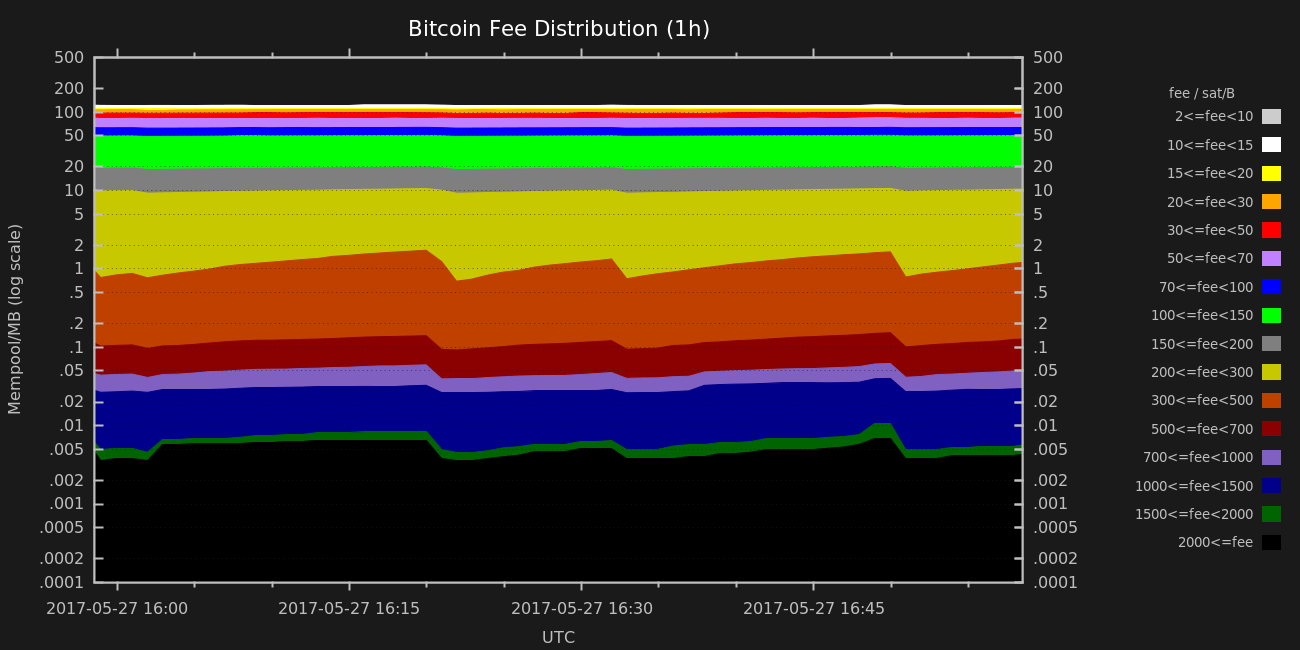 Bitcoin Fee Distribution (1h)
500 500
200 200
100 100
50 50
20 20
10 10
5 5
2 2
1 1
.5 .5
.2 .2
.1 .1
.05 .05
.02 .02
.01 .01
.005 .005
.002 .002
.001 .001
.0005 .0005
.0002 .0002
.0001 .0001
Mempool/MB (log scale)
2017-05-27 16:00 2017-05-27 16:15 2017-05-27 16:30 2017-05-27 16:45
UTC
fee / sat/B
2<=fee<10
10<=fee<15
15<=fee<20
20<=fee<30
30<=fee<50
50<=fee<70
70<=fee<100
100<=fee<150
150<=fee<200
200<=fee<300
300<=fee<500
500<=fee<700
700<=fee<1000
1000<=fee<1500
1500<=fee<2000
2000<=fee